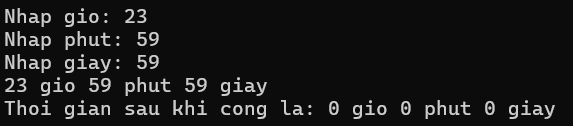 Nhap gio: 23
Nhap phut: 59
Nhap giay: 59
23 gio 59 phut 59 giay
Thoi gian sau khi cong la: 0 gio 0 phut 0 giay